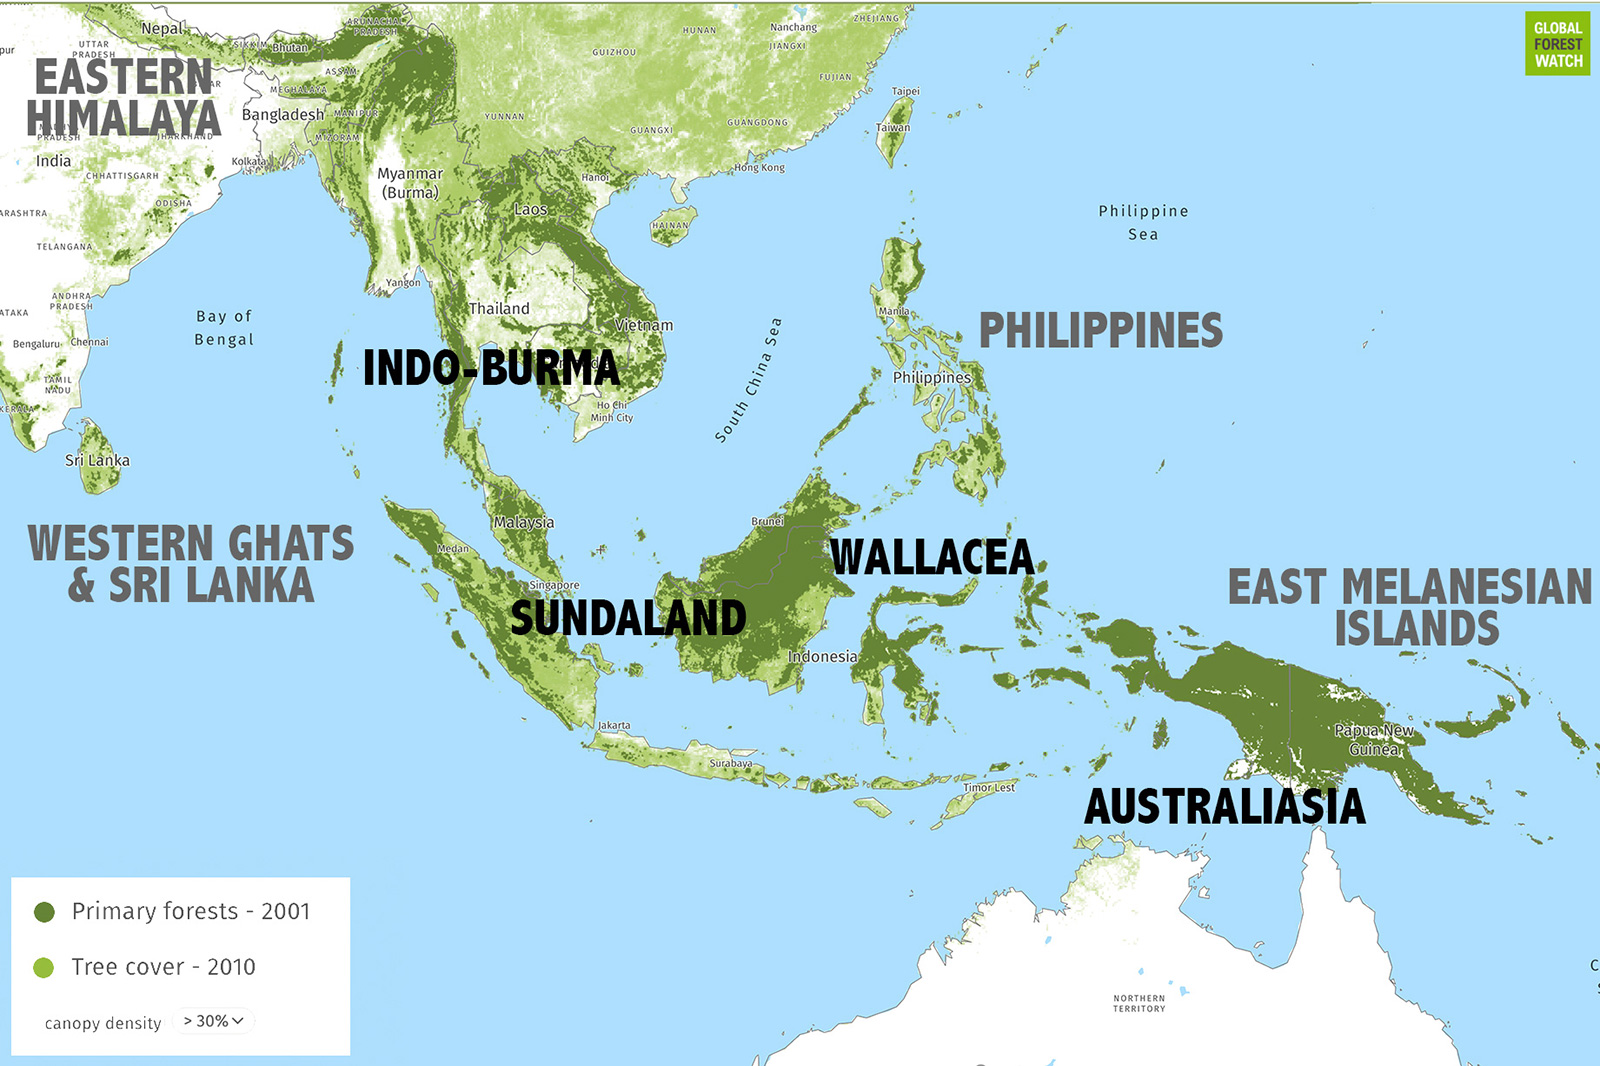 Nepal
UTTAR
PRADESH
SIKKIM
Bhutan
ARUNACHAL
PRADESH
ASSAM
MEGHALAYA
Bangladesh
MANIPUR
MIZORAM
EASTERN
HIMALAYA
PRADESH
JHARKHAND
India
Kolkata
CHHATTISGARH
ODISHA
TELANGANA
ANDHRA
PRADESH
Bengaluru
Chennai
TAMIL
NADU
KERALA
Sri Lanka
Bay of
Bengal
ZHEJIANG
HUNAN
Nanchang
JIANGXI
GUIZHOU
FUJIAN
YUNNAN
GUANGXI
GUANGDONG
Taipei
Taiwan
Hong Kong
HAINAN
Hanoi
Myanmar
(Burma)
Laos
Yangon
Thailand
Vietnam
INDO-BURMA
Ho Chi
Minh City
South China Sea
Philippine
Sea
Manila
PHILIPPINES
Philippines
GLOBAL
FOREST
WATCH
WESTERN GHATS
& SRI LANKA
Malaysia
Medan
Singapore
Brunei
SUNDALAND
WALLACEA
Indonesia
Jakarta
Surabaya
Timor Lest
EAST MELANESIAN
ISLANDS
Papua New
Guinea
AUSTRALIASIA
NORTHERN
TERRITORY
Primary forests - 2001
Tree cover - 2010
canopy density > 30%